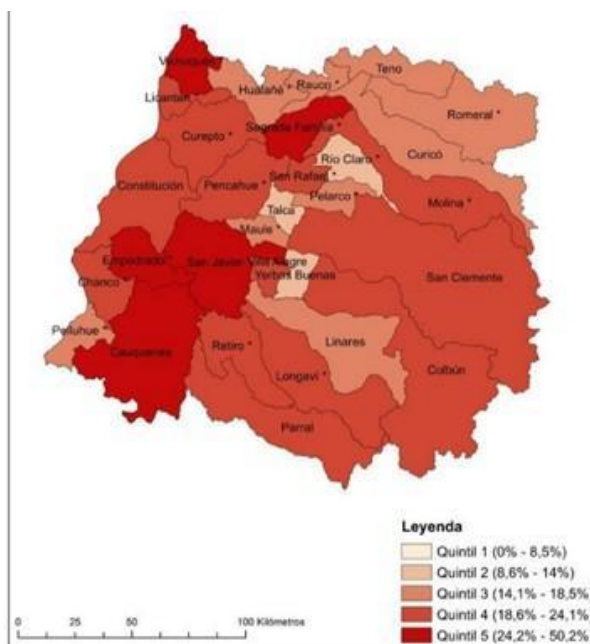 Vichuquén
Teno
Hualañé *
Rauco *
Licantén *
Romeral *
Sagrada Familia *
Curepto *
Río Claro *
Curicó
San Rafael *
Constitución
Pencahue *
Pelarco *
Molina *
Talca
Maule *
Empedrado *
San Javier
Villa Alegre
Yerbas Buenas
San Clemente
Chanco
Pelluhue *
Cauquenes
Retiro *
Linares
Longaví *
Colbún
Parral
Leyenda
Quintil 1 (0% - 8,5%)
Quintil 2 (8,6% - 14%)
Quintil 3 (14,1% - 18,5%)
Quintil 4 (18,6% - 24,1%)
Quintil 5 (24,2% - 50,2%)
0 25 50 100 Kilómetros